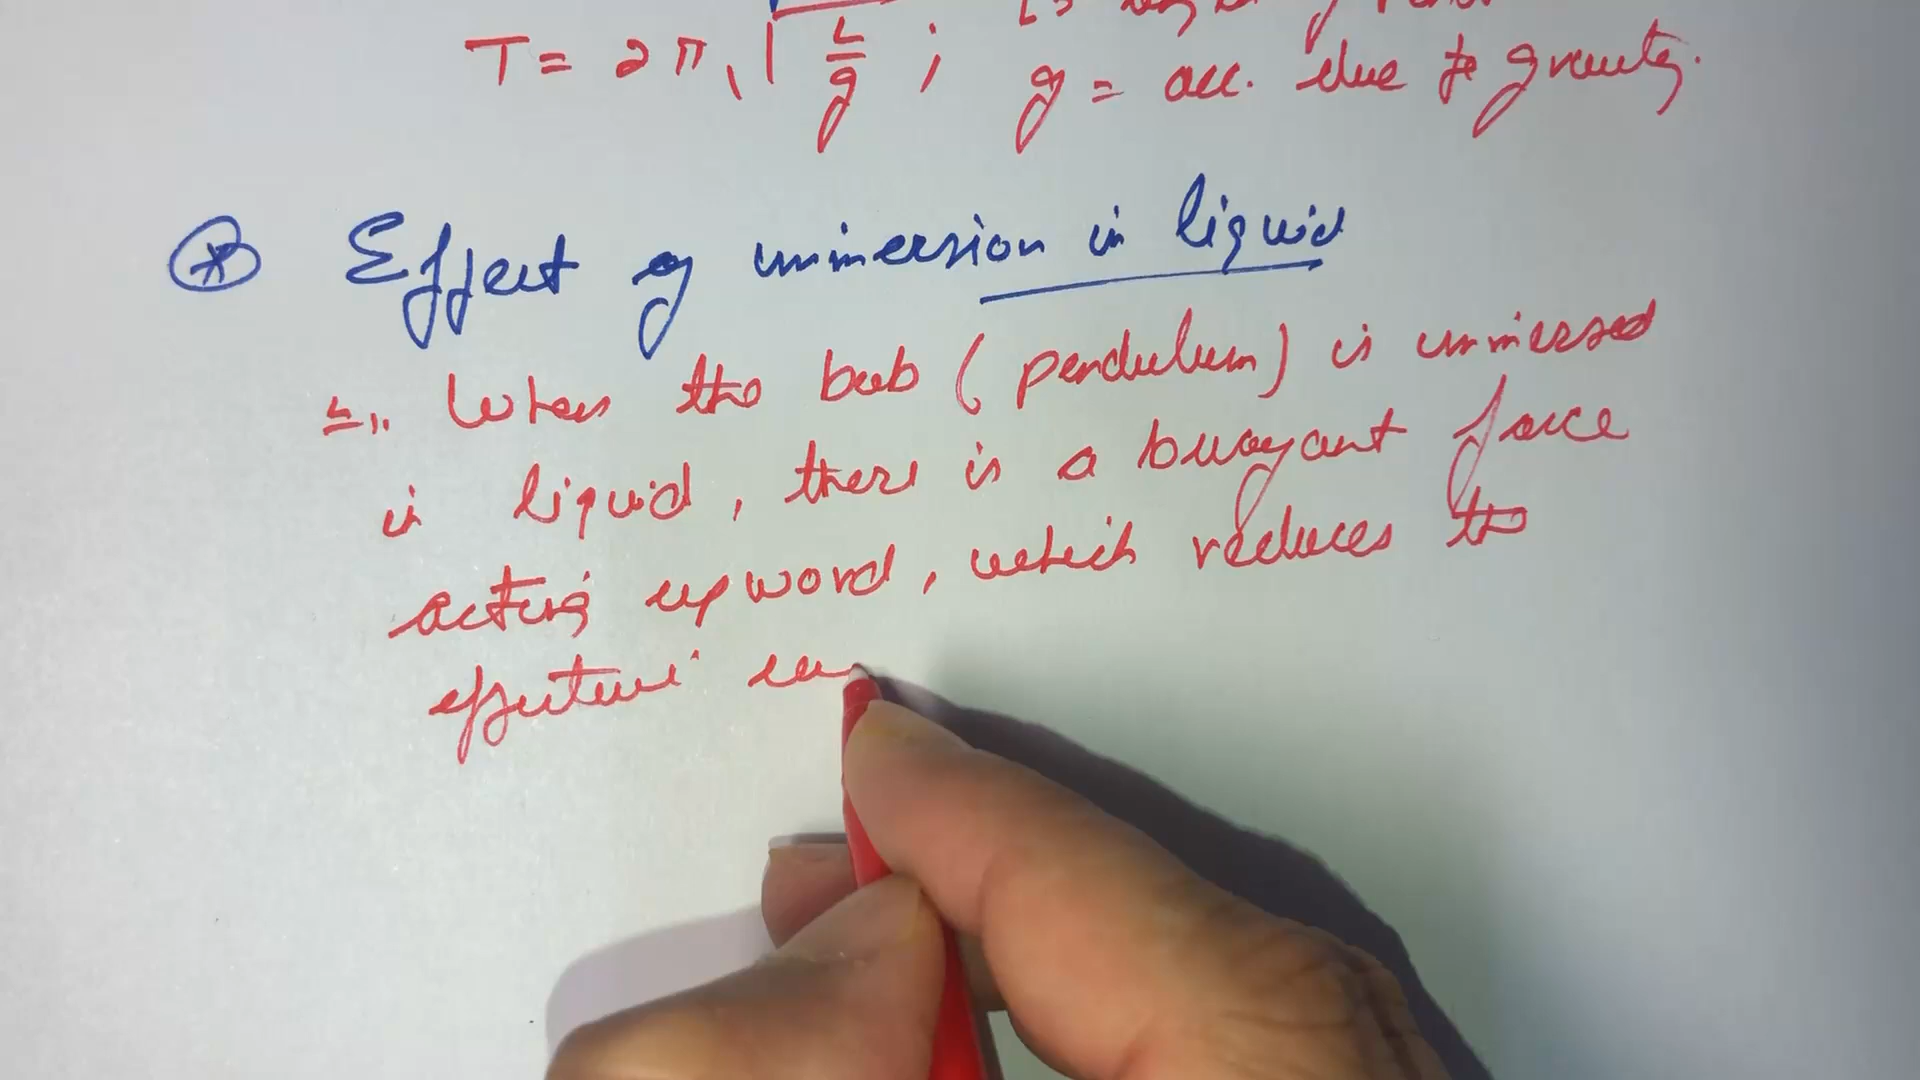 T = 2π √L/g ; g = acc. due to gravity.
Effect of immersion in liquid
When the bob (pendulum) is immersed
in liquid, there is a buoyant force
acting upword, which reduces the
effective